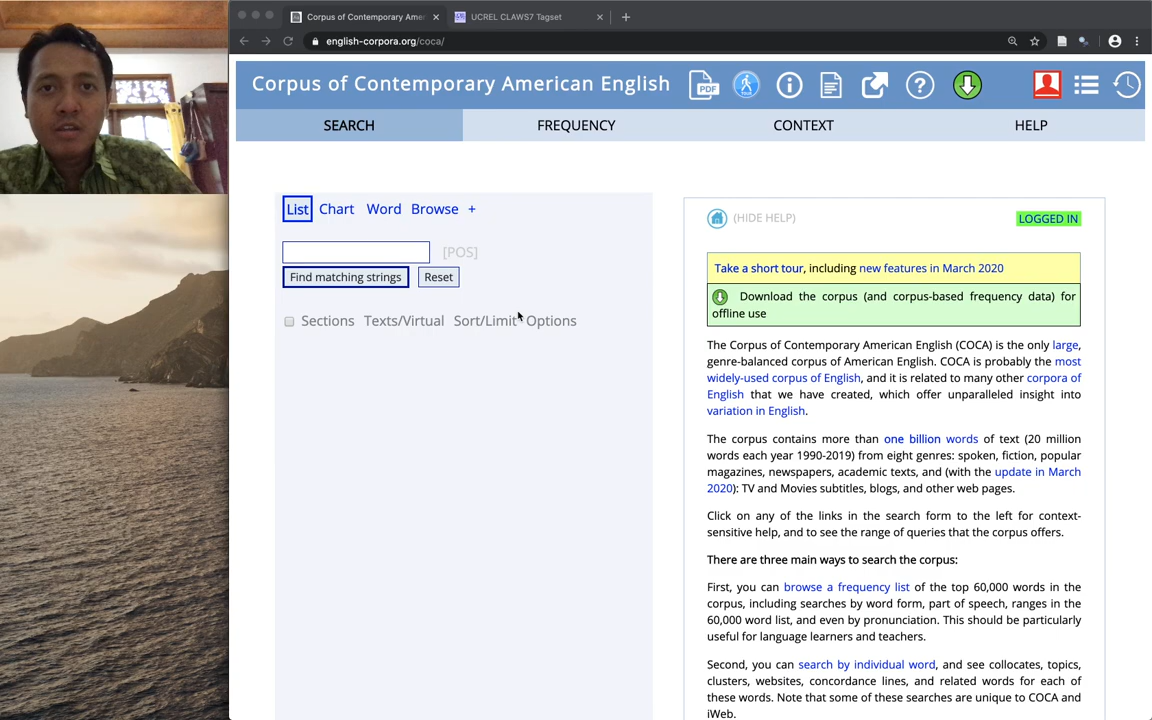 Corpus of Contemporary Amer
UCREL CLAWS7 Tagset
english-corpora.org/coca/
Corpus of Contemporary American English
PDF
TOUR
SEARCH
FREQUENCY
CONTEXT
HELP
List Chart Word Browse +
[POS]
Find matching strings
Reset
Sections Texts/Virtual Sort/Limit Options
(HIDE HELP)
LOGGED IN
Take a short tour, including new features in March 2020
Download the corpus (and corpus-based frequency data) for
offline use
The Corpus of Contemporary American English (COCA) is the only large,
genre-balanced corpus of American English. COCA is probably the most
widely-used corpus of English, and it is related to many other corpora of
English that we have created, which offer unparalleled insight into
variation in English.
The corpus contains more than one billion words of text (20 million
words each year 1990-2019) from eight genres: spoken, fiction, popular
magazines, newspapers, academic texts, and (with the update in March
2020): TV and Movies subtitles, blogs, and other web pages.
Click on any of the links in the search form to the left for context-
sensitive help, and to see the range of queries that the corpus offers.
There are three main ways to search the corpus:
First, you can browse a frequency list of the top 60,000 words in the
corpus, including searches by word form, part of speech, ranges in the
60,000 word list, and even by pronunciation. This should be particularly
useful for language learners and teachers.
Second, you can search by individual word, and see collocates, topics,
clusters, websites, concordance lines, and related words for each of
these words. Note that some of these searches are unique to COCA and
iWeb.